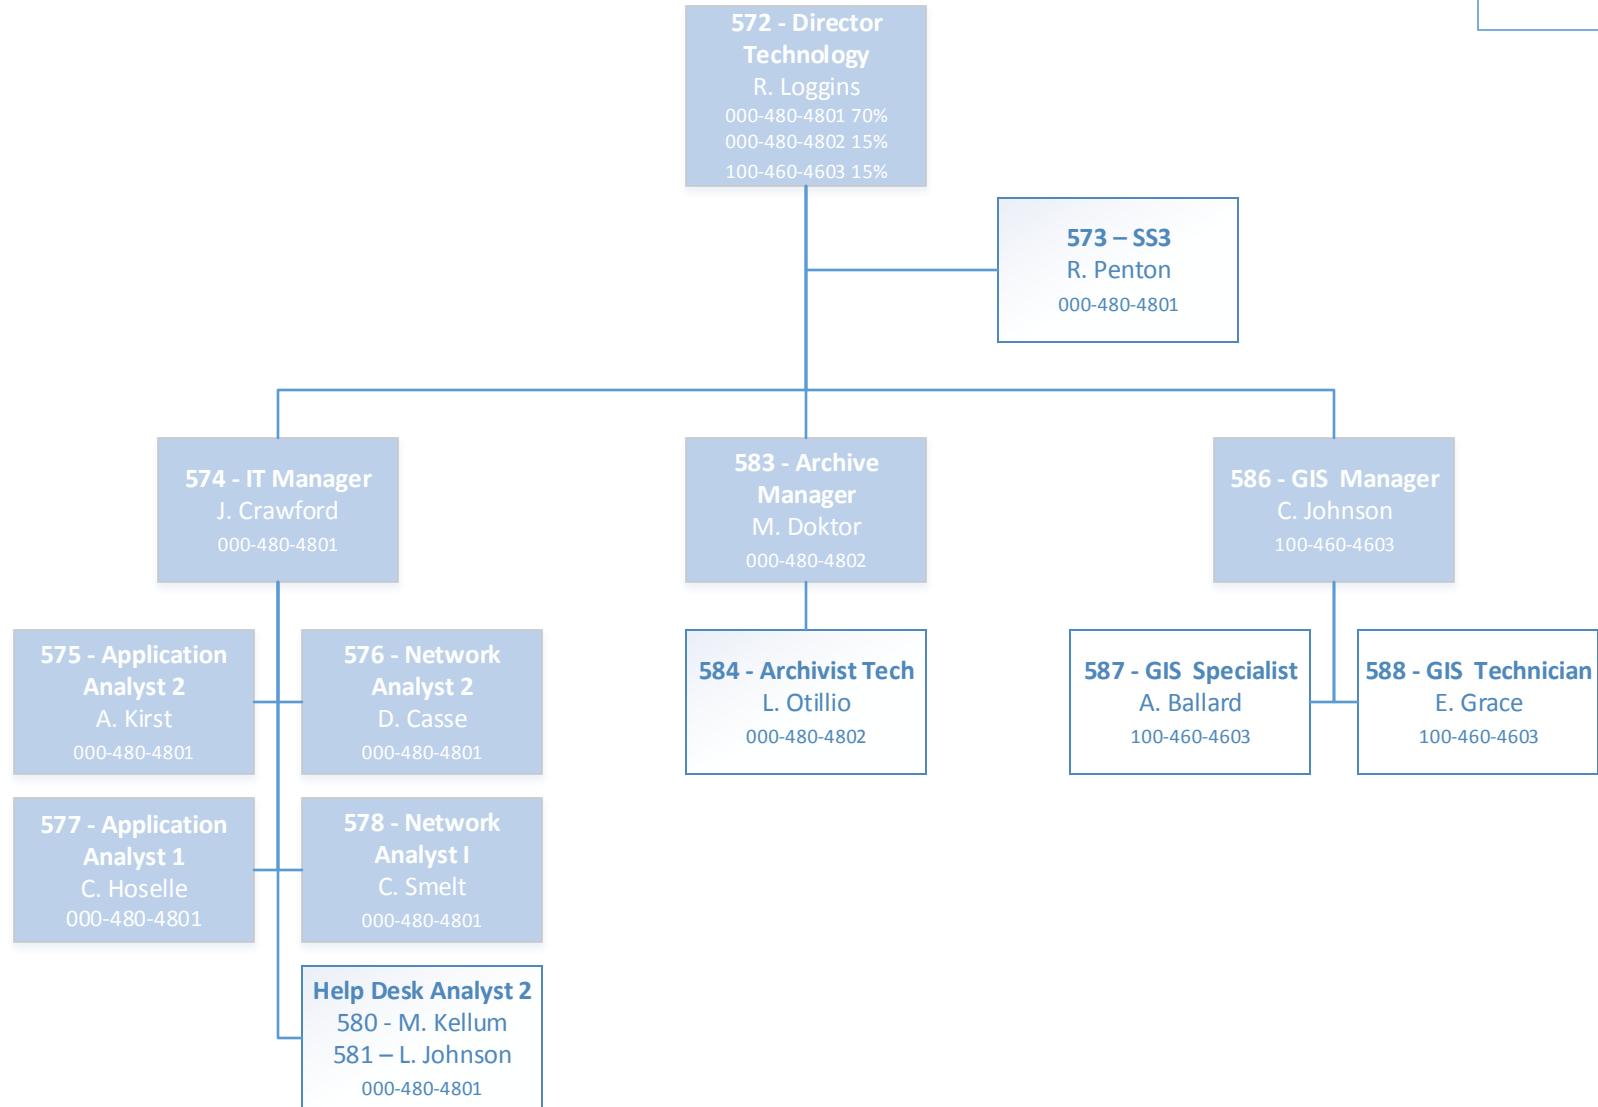 572 - Director
Technology
R. Loggins
000-480-4801 70%
000-480-4802 15%
100-460-4603 15%
573 – SS3
R. Penton
000-480-4801
574 - IT Manager
J. Crawford
000-480-4801
583 - Archive
Manager
M. Doktor
000-480-4802
586 - GIS  Manager
C. Johnson
100-460-4603
575 - Application
Analyst 2
A. Kirst
000-480-4801
576 - Network
Analyst 2
D. Casse
000-480-4801
584 - Archivist Tech
L. Otillio
000-480-4802
587 - GIS  Specialist
A. Ballard
100-460-4603
588 - GIS  Technician
E. Grace
100-460-4603
577 - Application
Analyst 1
C. Hoselle
000-480-4801
578 - Network
Analyst I
C. Smelt
000-480-4801
Help Desk Analyst 2
580 - M. Kellum
581 – L. Johnson
000-480-4801